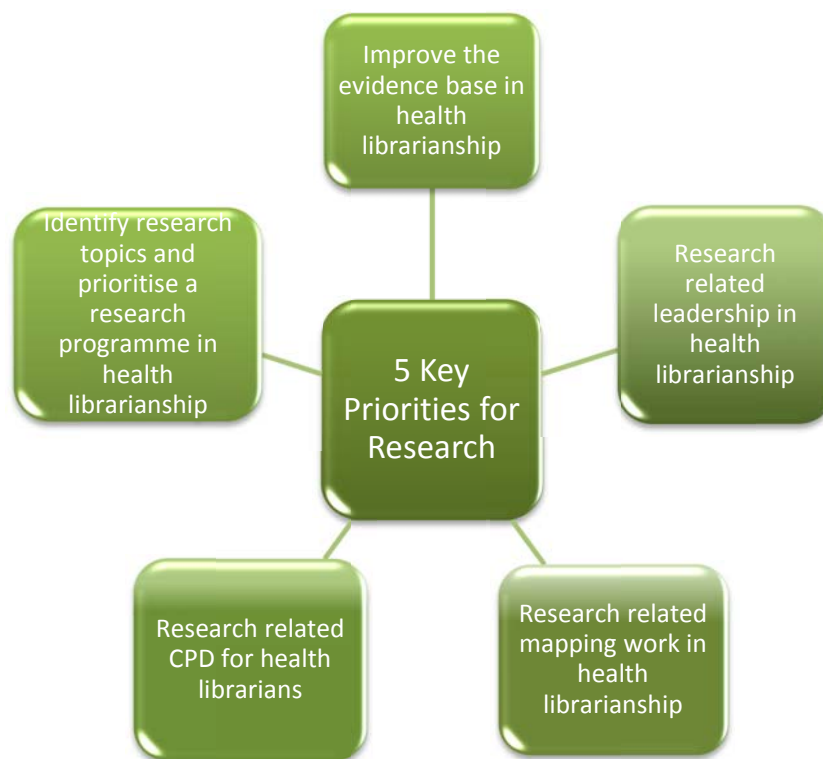 Improve the
evidence base in
health
librarianship
Identify research
topics and
prioritise a
research
programme in
health
librarianship
Research
related
leadership in
health
librarianship
5 Key
Priorities for
Research
Research related
CPD for health
librarians
Research related
mapping work in
health
librarianship